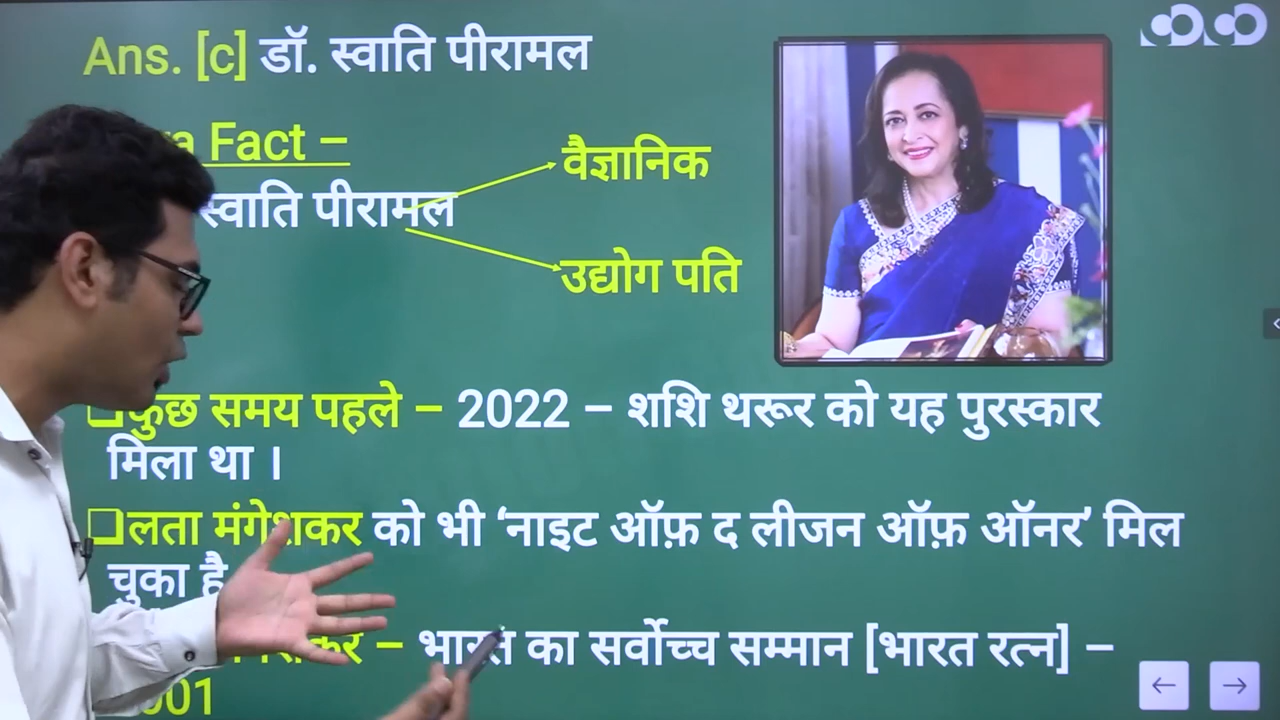 Ans. [c] डॉ. स्वाति पीरामल
Fact –
वैज्ञानिक
स्वाति पीरामल
उद्योग पति
❑कुछ समय पहले – 2022 – शशि थरूर को यह पुरस्कार
मिला था ।
❑लता मंगेशकर को भी ‘नाइट ऑफ़ द लीजन ऑफ़ ऑनर’ मिल
चुका है
– भारत का सर्वोच्च सम्मान [भारत रत्न] –